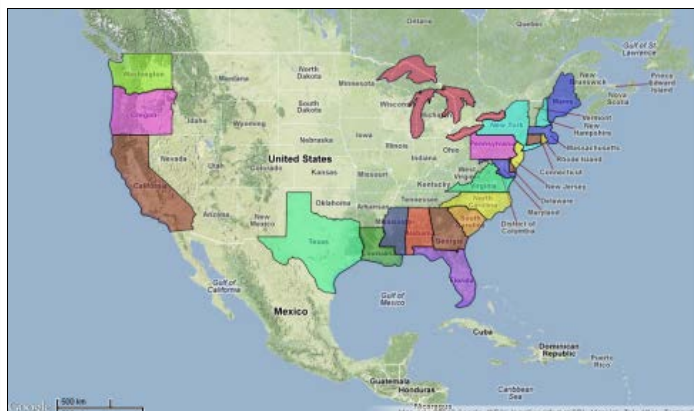 Ontario
Quebec
Gulf of St.
Lawrence
Washington
Montana
North
Dakota
Minnesota
New
Brunswick
Prince
Edward
Island
Nova
Scotia
Maine
Oregon
Idaho
Wyoming
South
Dakota
Wisconsin
Michigan
New York
Vermont
New
Hampshire
Massachusetts
Rhode Island
Connecticut
New Jersey
Delaware
Maryland
District of
Columbia
Nebraska
Iowa
Illinois
Indiana
Ohio
Pennsylvania
Nevada
Utah
Colorado
United States
Kansas
Missouri
West
Virginia
Virginia
Kentucky
California
Arizona
New
Mexico
Oklahoma
Arkansas
Tennessee
North
Carolina
South
Carolina
Texas
Louisiana
Mississippi
Alabama
Georgia
Florida
Gulf of
California
Gulf of
Mexico
Mexico
Cuba
Dominican
Republic
Puerto
Rico
Guatemala
Honduras
Caribbean
Sea
Nicaragua
Google
500 km